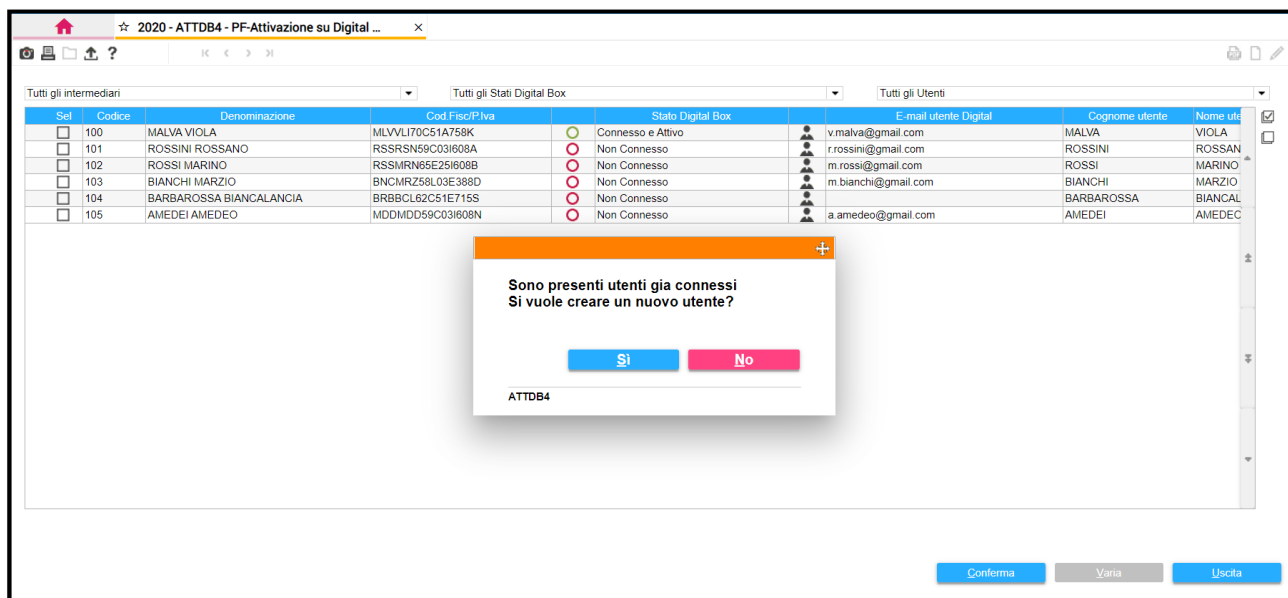 ☆ 2020 - ATTDB4 - PF-Attivazione su Digital ... ×
?
Tutti gli intermediari Tutti gli Stati Digital Box Tutti gli Utenti
Sel Codice Denominazione Cod.Fisc/P.Iva Stato Digital Box E-mail utente Digital Cognome utente Nome ute
100 MALVA VIOLA MLVVLI70C51A758K Connesso e Attivo v.malva@gmail.com MALVA VIOLA
101 ROSSINI ROSSANO RSSRSN59C03I608A Non Connesso r.rossini@gmail.com ROSSINI ROSSAN
102 ROSSI MARINO RSSMRN65E25I608B Non Connesso m.rossi@gmail.com ROSSI MARINO
103 BIANCHI MARZIO BNCMRZ58L03E388D Non Connesso m.bianchi@gmail.com BIANCHI MARZIO
104 BARBAROSSA BIANCALANCIA BRBBCL62C51E715S Non Connesso BARBAROSSA BIANCAL
105 AMEDEI AMEDEO MDDMDD59C03I608N Non Connesso a.amedeo@gmail.com AMEDEI AMEDEO
Sono presenti utenti gia connessi
Si vuole creare un nuovo utente?
Sì No
ATTDB4
Conferma Varia Uscita